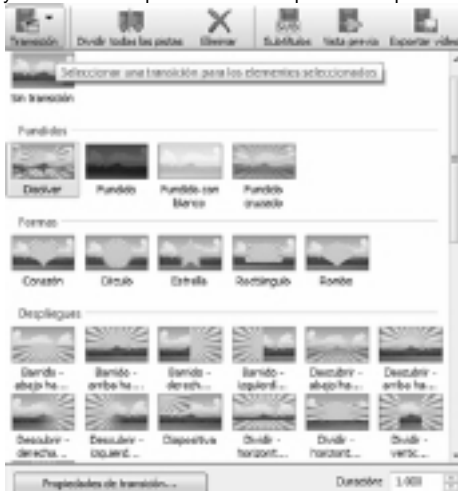 Transición Dividir todas las pistas Eliminar Subtítulos Vista previa Exportar vídeo
Seleccionar una transición para los elementos seleccionados
Sin transición
Fundidos
Disolver Fundido Fundido con Fundido
blanco cruzado
Formas
Corazón Círculo Estrella Rectángulo Rombo
Despliegues
Barrido - Barrido - Barrido - Barrido - Descubrir - Descubrir -
abajo ha... arriba ha... derech... izquierd... abajo ha... arriba ha...
Descubrir - Descubrir - Diapositiva Dividir - Dividir - Dividir -
derecha... izquierd... horizont... horizont... vertic...
Propiedades de transición... Duración: 1.000